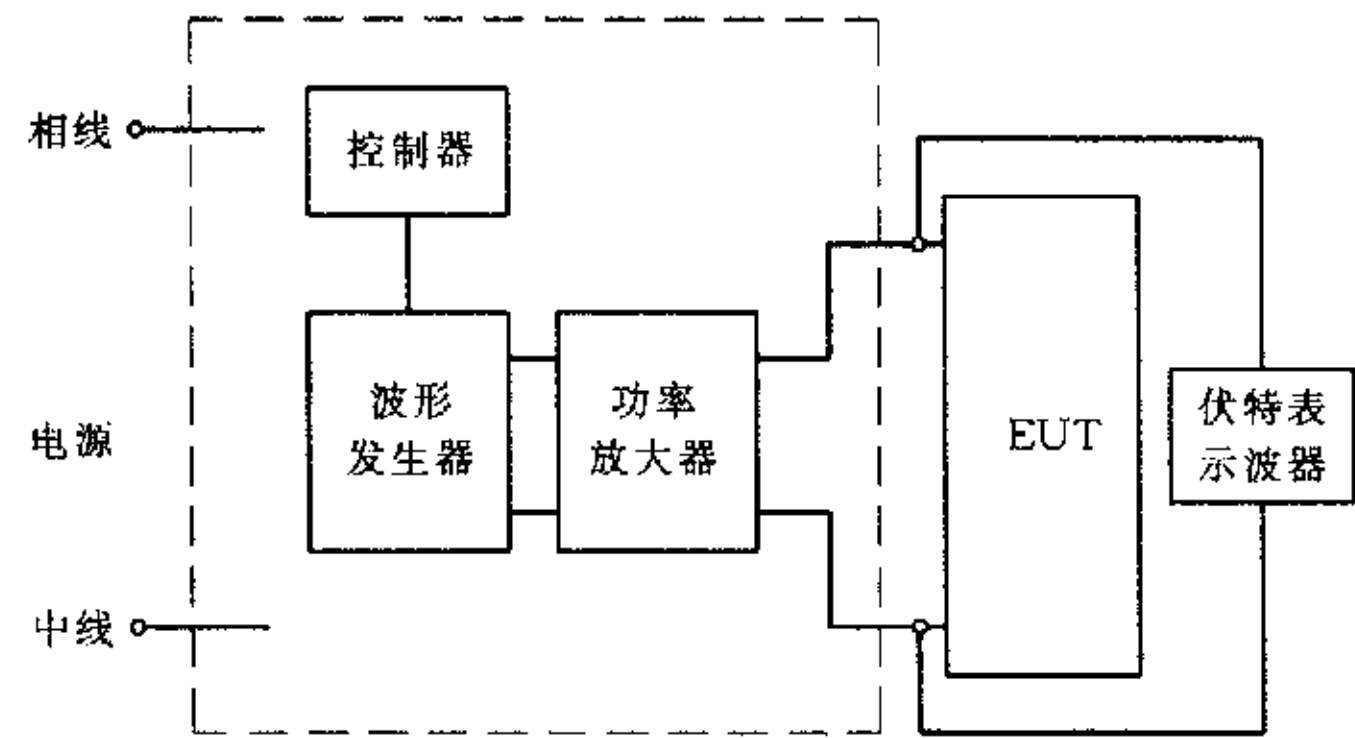 相线
控制器
波形
发生器
功率
放大器
电源
EUT
伏特表
示波器
中线